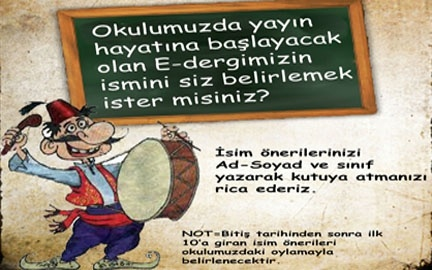 Okulumuzda yayın
hayatına başlayacak
olan E-dergimizin
ismini siz belirlemek
ister misiniz?
İsim önerilerinizi
Ad-Soyad ve sınıf
yazarak kutuya atmanızı
rica ederiz.
NOT=Bitiş tarihinden sonra ilk
10'a giran isim önerileri
okulumuzdaki oylamayla
belirlenecektir.